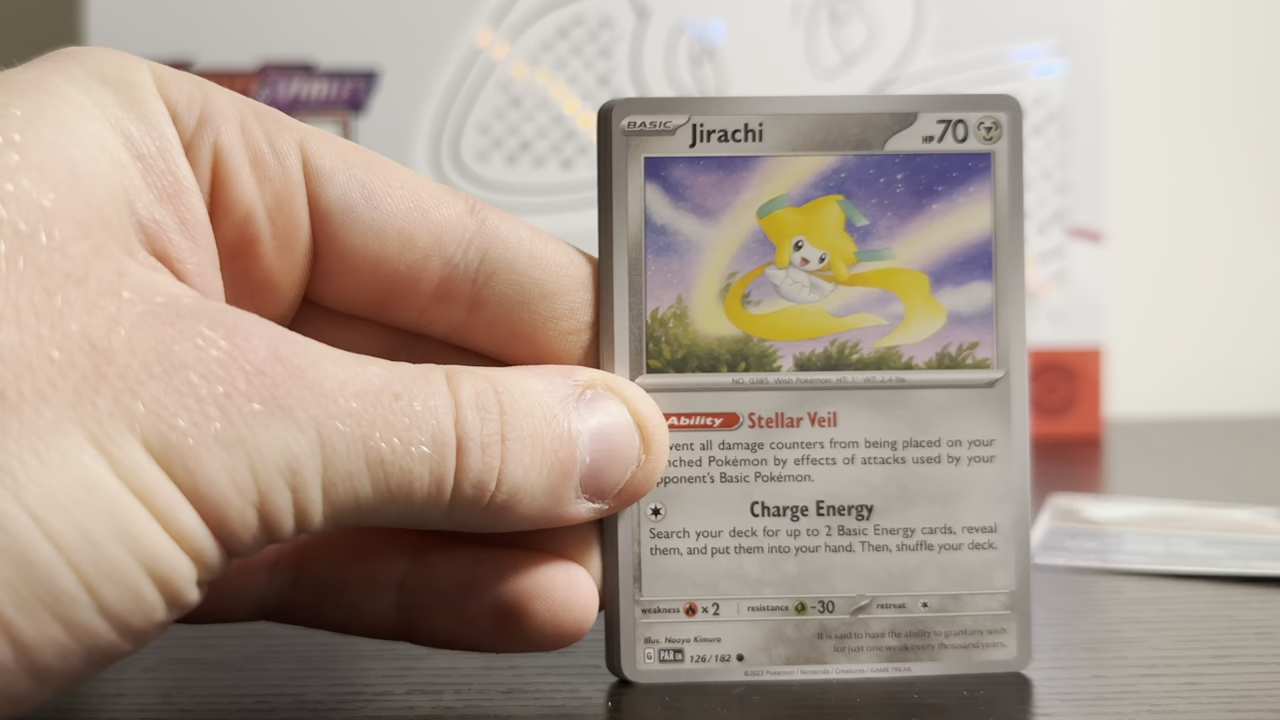 BASIC Jirachi HP 70
NO. 0385 Wish Pokémon HT: 1' WT: 2.4 lbs.
Ability Stellar Veil
vent all damage counters from being placed on your
nched Pokémon by effects of attacks used by your
pponent's Basic Pokémon.
Charge Energy
Search your deck for up to 2 Basic Energy cards, reveal
them, and put them into your hand. Then, shuffle your deck.
weakness ×2 resistance -30 retreat
Illus. Naoyo Kimura
It is said to have the ability to grant any wish
for just one week every thousand years.
G PAR EN 126/182
©2023 Pokémon / Nintendo / Creatures / GAME FREAK.